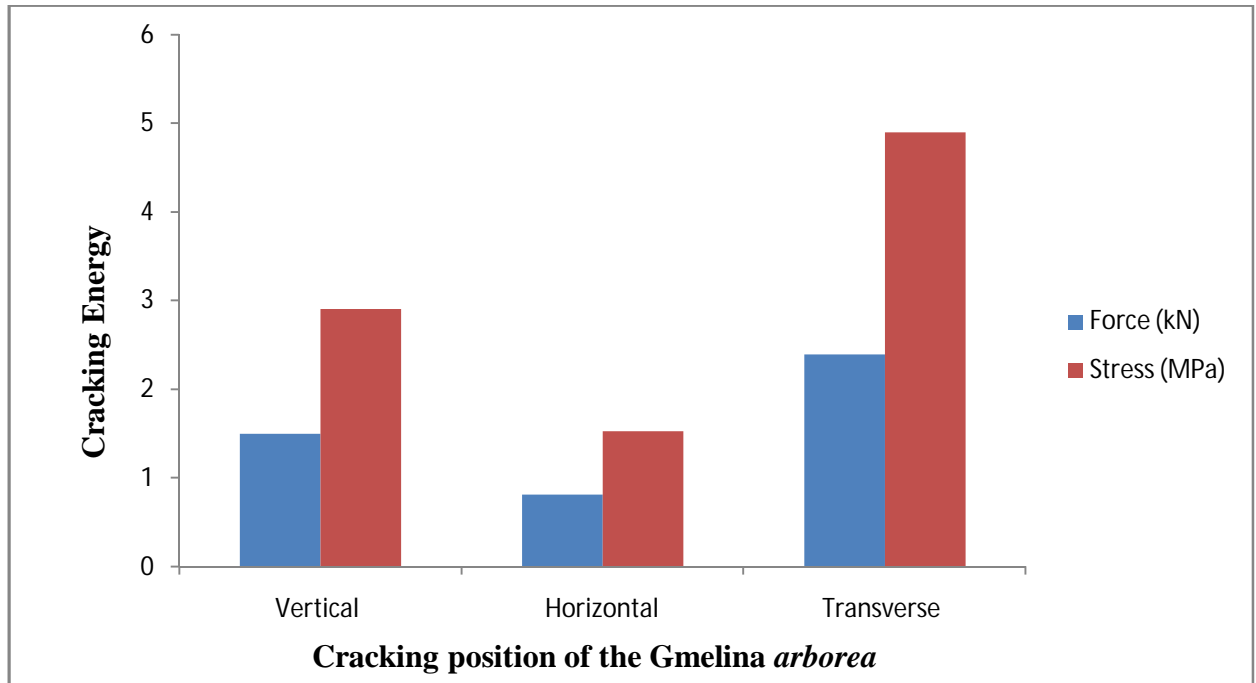 6
5
4
3
2
1
0
Cracking Energy
Vertical
Horizontal
Transverse
Cracking position of the Gmelina arborea
Force (kN)
Stress (MPa)